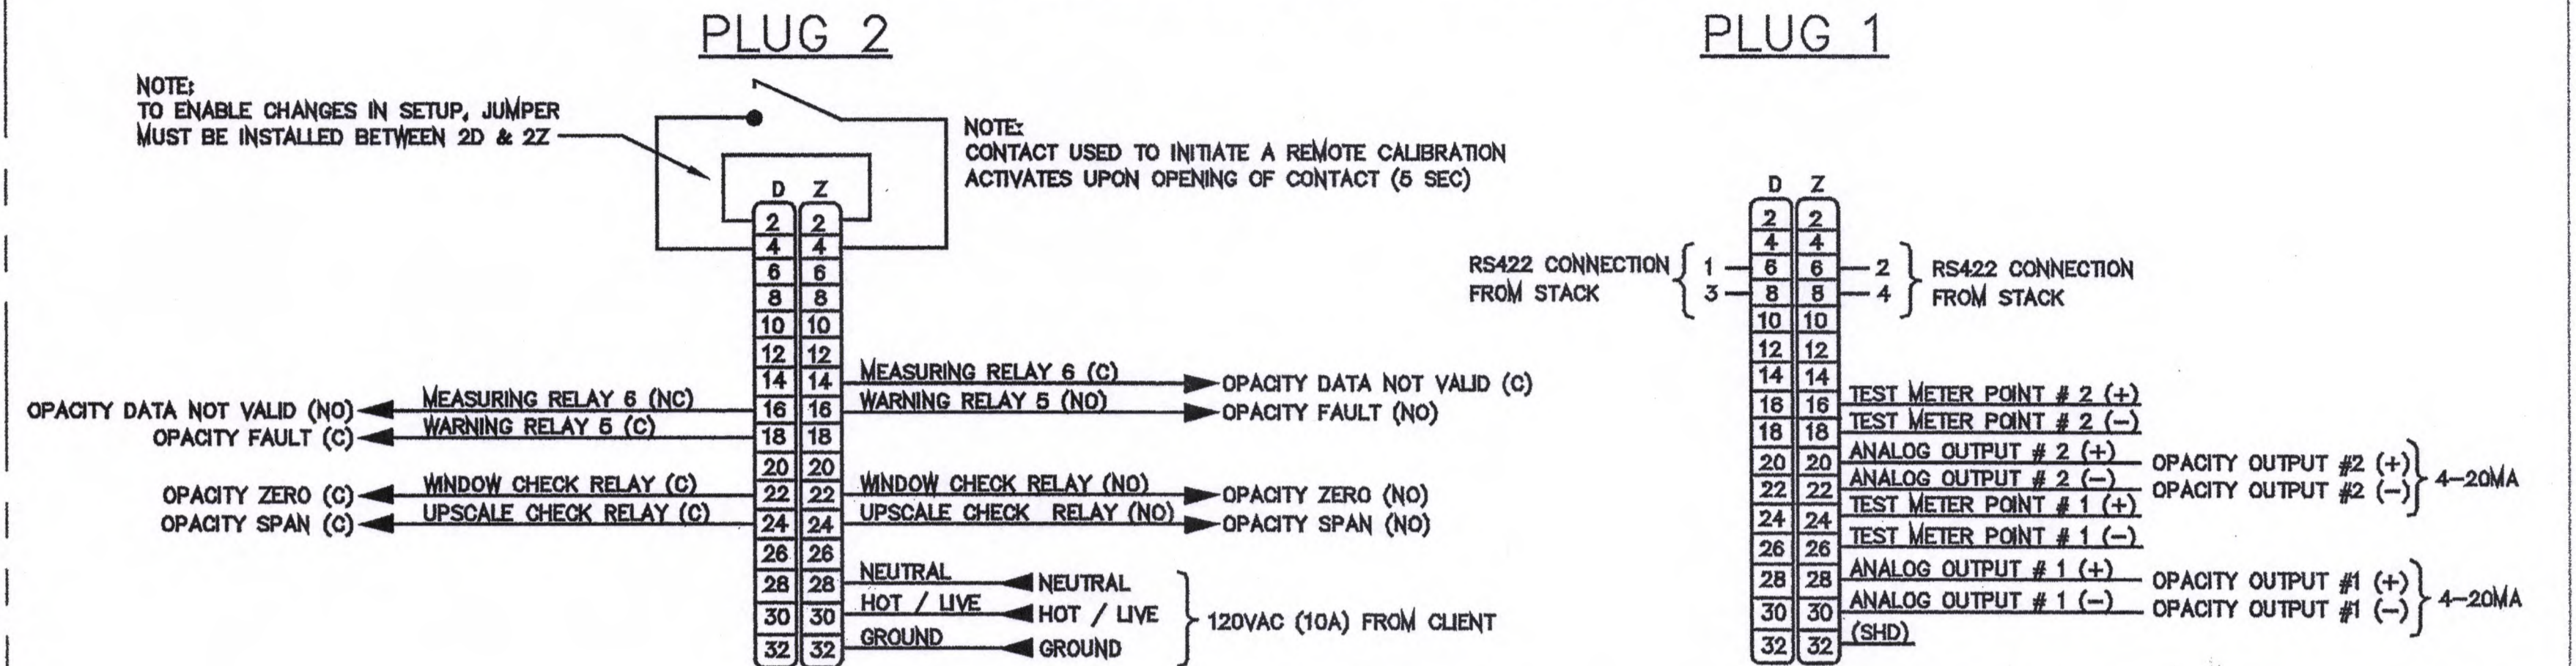 PLUG 2
NOTE:
TO ENABLE CHANGES IN SETUP, JUMPER
MUST BE INSTALLED BETWEEN 2D & 2Z
NOTE:
CONTACT USED TO INITIATE A REMOTE CALIBRATION
ACTIVATES UPON OPENING OF CONTACT (5 SEC)
D Z
2 2
4 4
6 6
8 8
10 10
12 12
14 14 MEASURING RELAY 6 (C) OPACITY DATA NOT VALID (C)
OPACITY DATA NOT VALID (NO) MEASURING RELAY 6 (NC) 16 16 WARNING RELAY 5 (NO) OPACITY FAULT (NO)
OPACITY FAULT (C) WARNING RELAY 5 (C) 18 18
20 20
OPACITY ZERO (C) WINDOW CHECK RELAY (C) 22 22 WINDOW CHECK RELAY (NO) OPACITY ZERO (NO)
OPACITY SPAN (C) UPSCALE CHECK RELAY (C) 24 24 UPSCALE CHECK RELAY (NO) OPACITY SPAN (NO)
26 26
28 28 NEUTRAL NEUTRAL
30 30 HOT / LIVE HOT / LIVE
32 32 GROUND GROUND
120VAC (10A) FROM CLIENT
PLUG 1
D Z
2 2
4 4
RS422 CONNECTION 1 6 6 2 RS422 CONNECTION
FROM STACK 3 8 8 4 FROM STACK
10 10
12 12
14 14
16 16 TEST METER POINT # 2 (+)
18 18 TEST METER POINT # 2 (-)
20 20 ANALOG OUTPUT # 2 (+) OPACITY OUTPUT #2 (+)
22 22 ANALOG OUTPUT # 2 (-) OPACITY OUTPUT #2 (-)
4-20MA
24 24 TEST METER POINT # 1 (+)
26 26 TEST METER POINT # 1 (-)
28 28 ANALOG OUTPUT # 1 (+) OPACITY OUTPUT #1 (+)
30 30 ANALOG OUTPUT # 1 (-) OPACITY OUTPUT #1 (-)
4-20MA
32 32 (SHD)